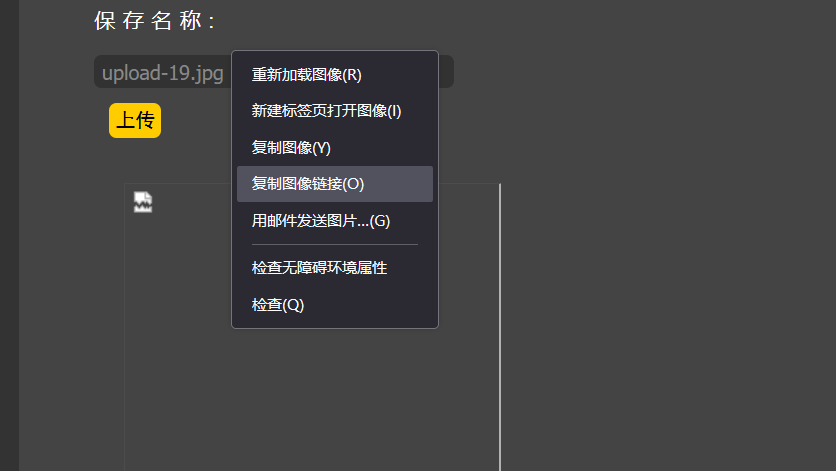 保存名称：
upload-19.jpg
上传
重新加载图像(R)
新建标签页打开图像(I)
复制图像(Y)
复制图像链接(O)
用邮件发送图片...(G)
检查无障碍环境属性
检查(Q)